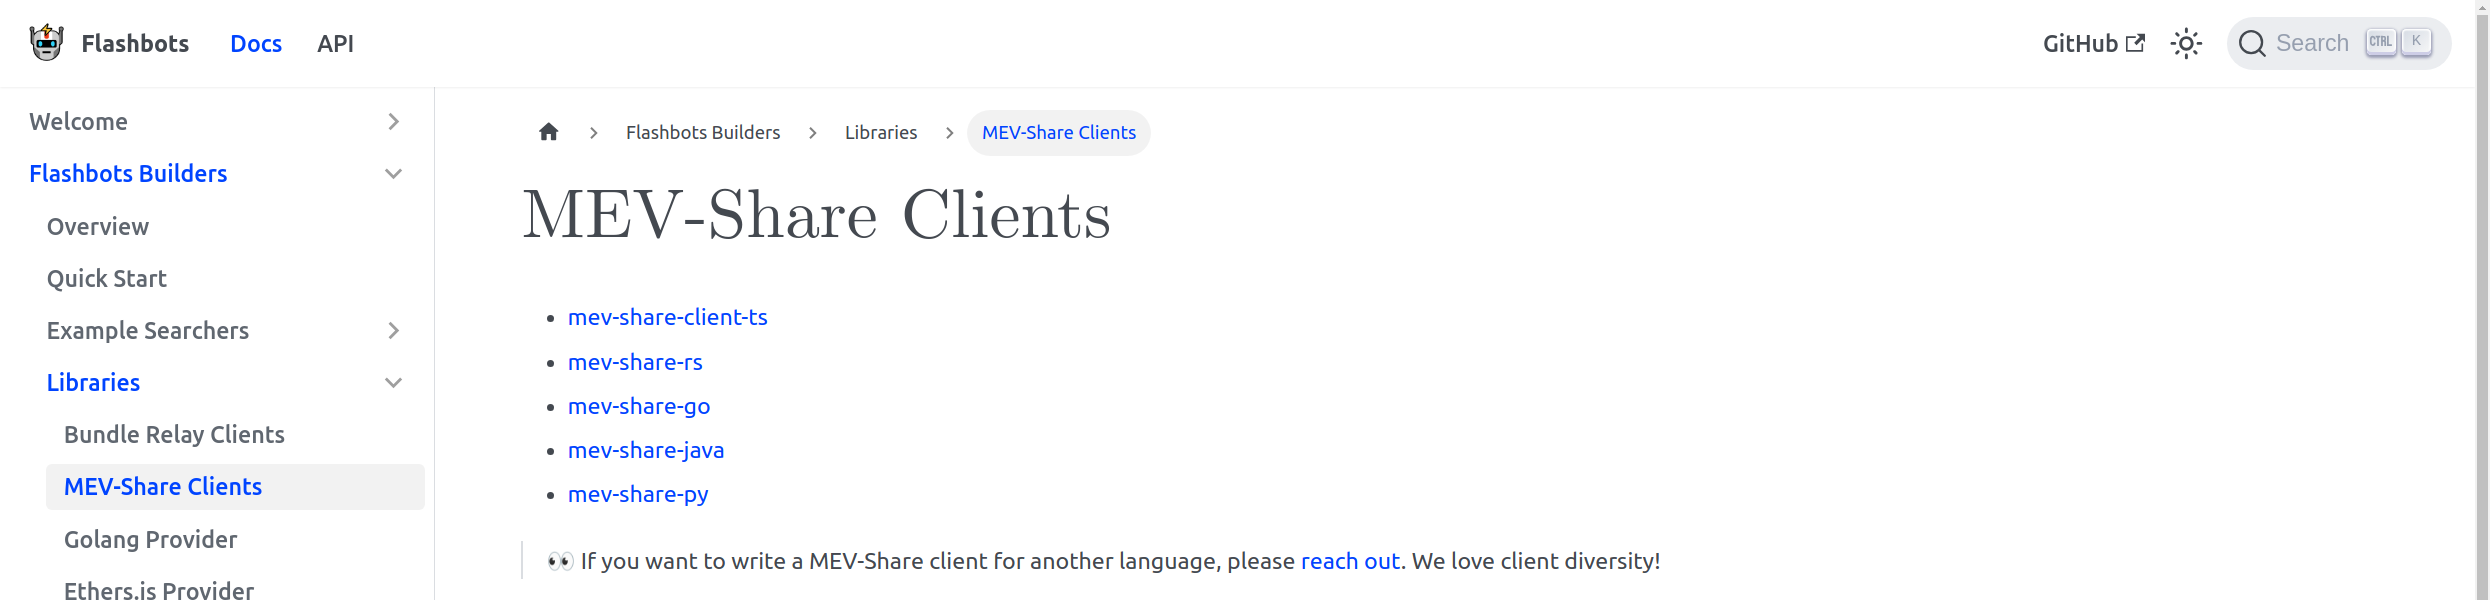 Flashbots Docs API GitHub Search CTRL K
Welcome
Flashbots Builders
Overview
Quick Start
Example Searchers
Libraries
Bundle Relay Clients
MEV-Share Clients
Golang Provider
Ethers.js Provider
Flashbots Builders Libraries MEV-Share Clients
MEV-Share Clients
mev-share-client-ts
mev-share-rs
mev-share-go
mev-share-java
mev-share-py
👀 If you want to write a MEV-Share client for another language, please reach out. We love client diversity!